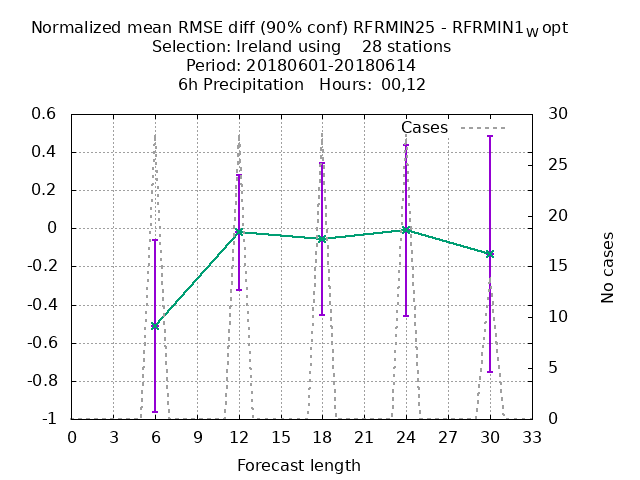 Normalized mean RMSE diff (90% conf) RFRMIN25 - RFRMIN1wopt
Selection: Ireland using 28 stations
Period: 20180601-20180614
6h Precipitation Hours: 00,12
Cases
0.6
0.4
0.2
0
-0.2
-0.4
-0.6
-0.8
-1
30
25
20
15
10
5
0
No cases
0 3 6 9 12 15 18 21 24 27 30 33
Forecast length